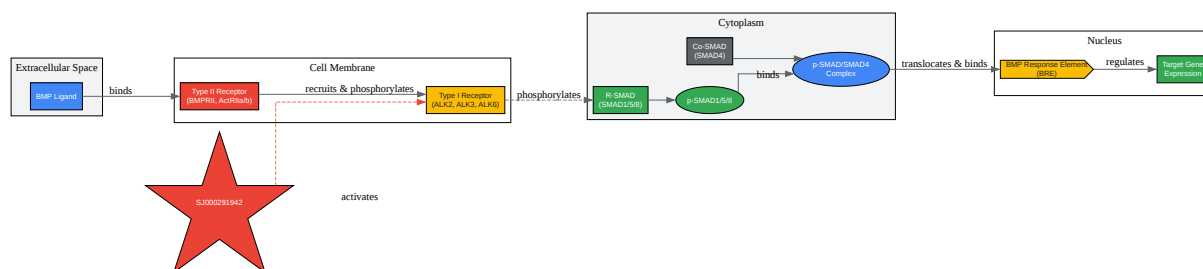 Extracellular Space
BMP Ligand
binds
Cell Membrane
Type II Receptor
(BMPRII, ActRIIa/b)
recruits & phosphorylates
Type I Receptor
(ALK2, ALK3, ALK6)
SJ000291942
activates
phosphorylates
Cytoplasm
Co-SMAD
(SMAD4)
R-SMAD
(SMAD1/5/8)
p-SMAD1/5/8
binds
p-SMAD/SMAD4
Complex
translocates & binds
Nucleus
BMP Response Element
(BRE)
regulates
Target Gene
Expression